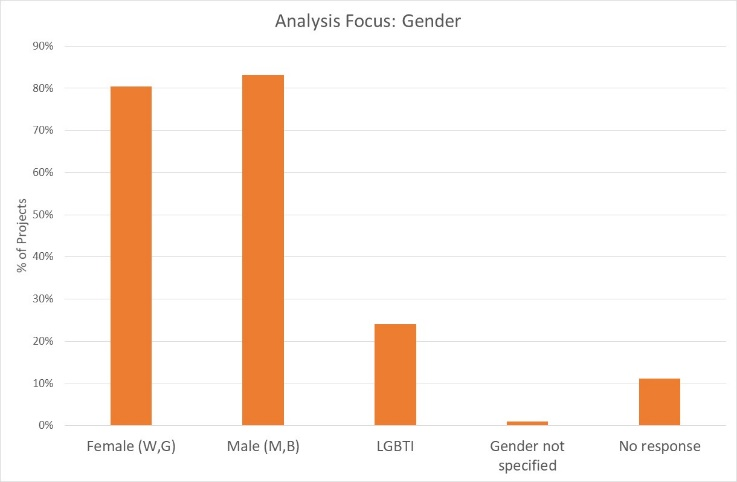 Analysis Focus: Gender
90%
80%
70%
60%
50%
40%
30%
20%
10%
0%
% of Projects
Female (W,G)
Male (M,B)
LGBTI
Gender not
specified
No response